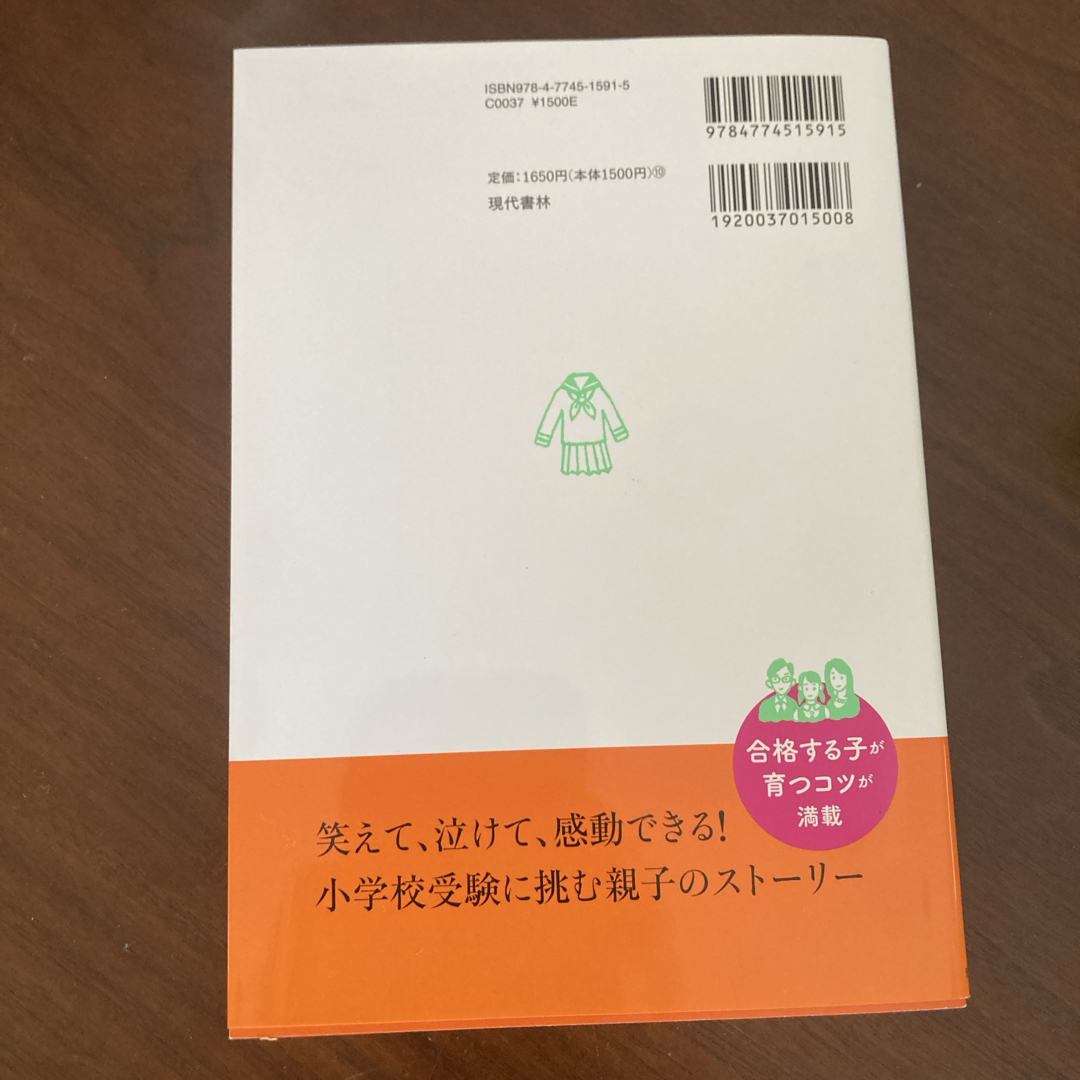 ISBN978-4-7745-1591-5
C0037 ¥1500E
9784774515915
定価:1650円(本体1500円)⑩
現代書林
1920037015008
合格する子が
育つコツが
満載
笑えて、泣けて、感動できる!
小学校受験に挑む親子のストーリー